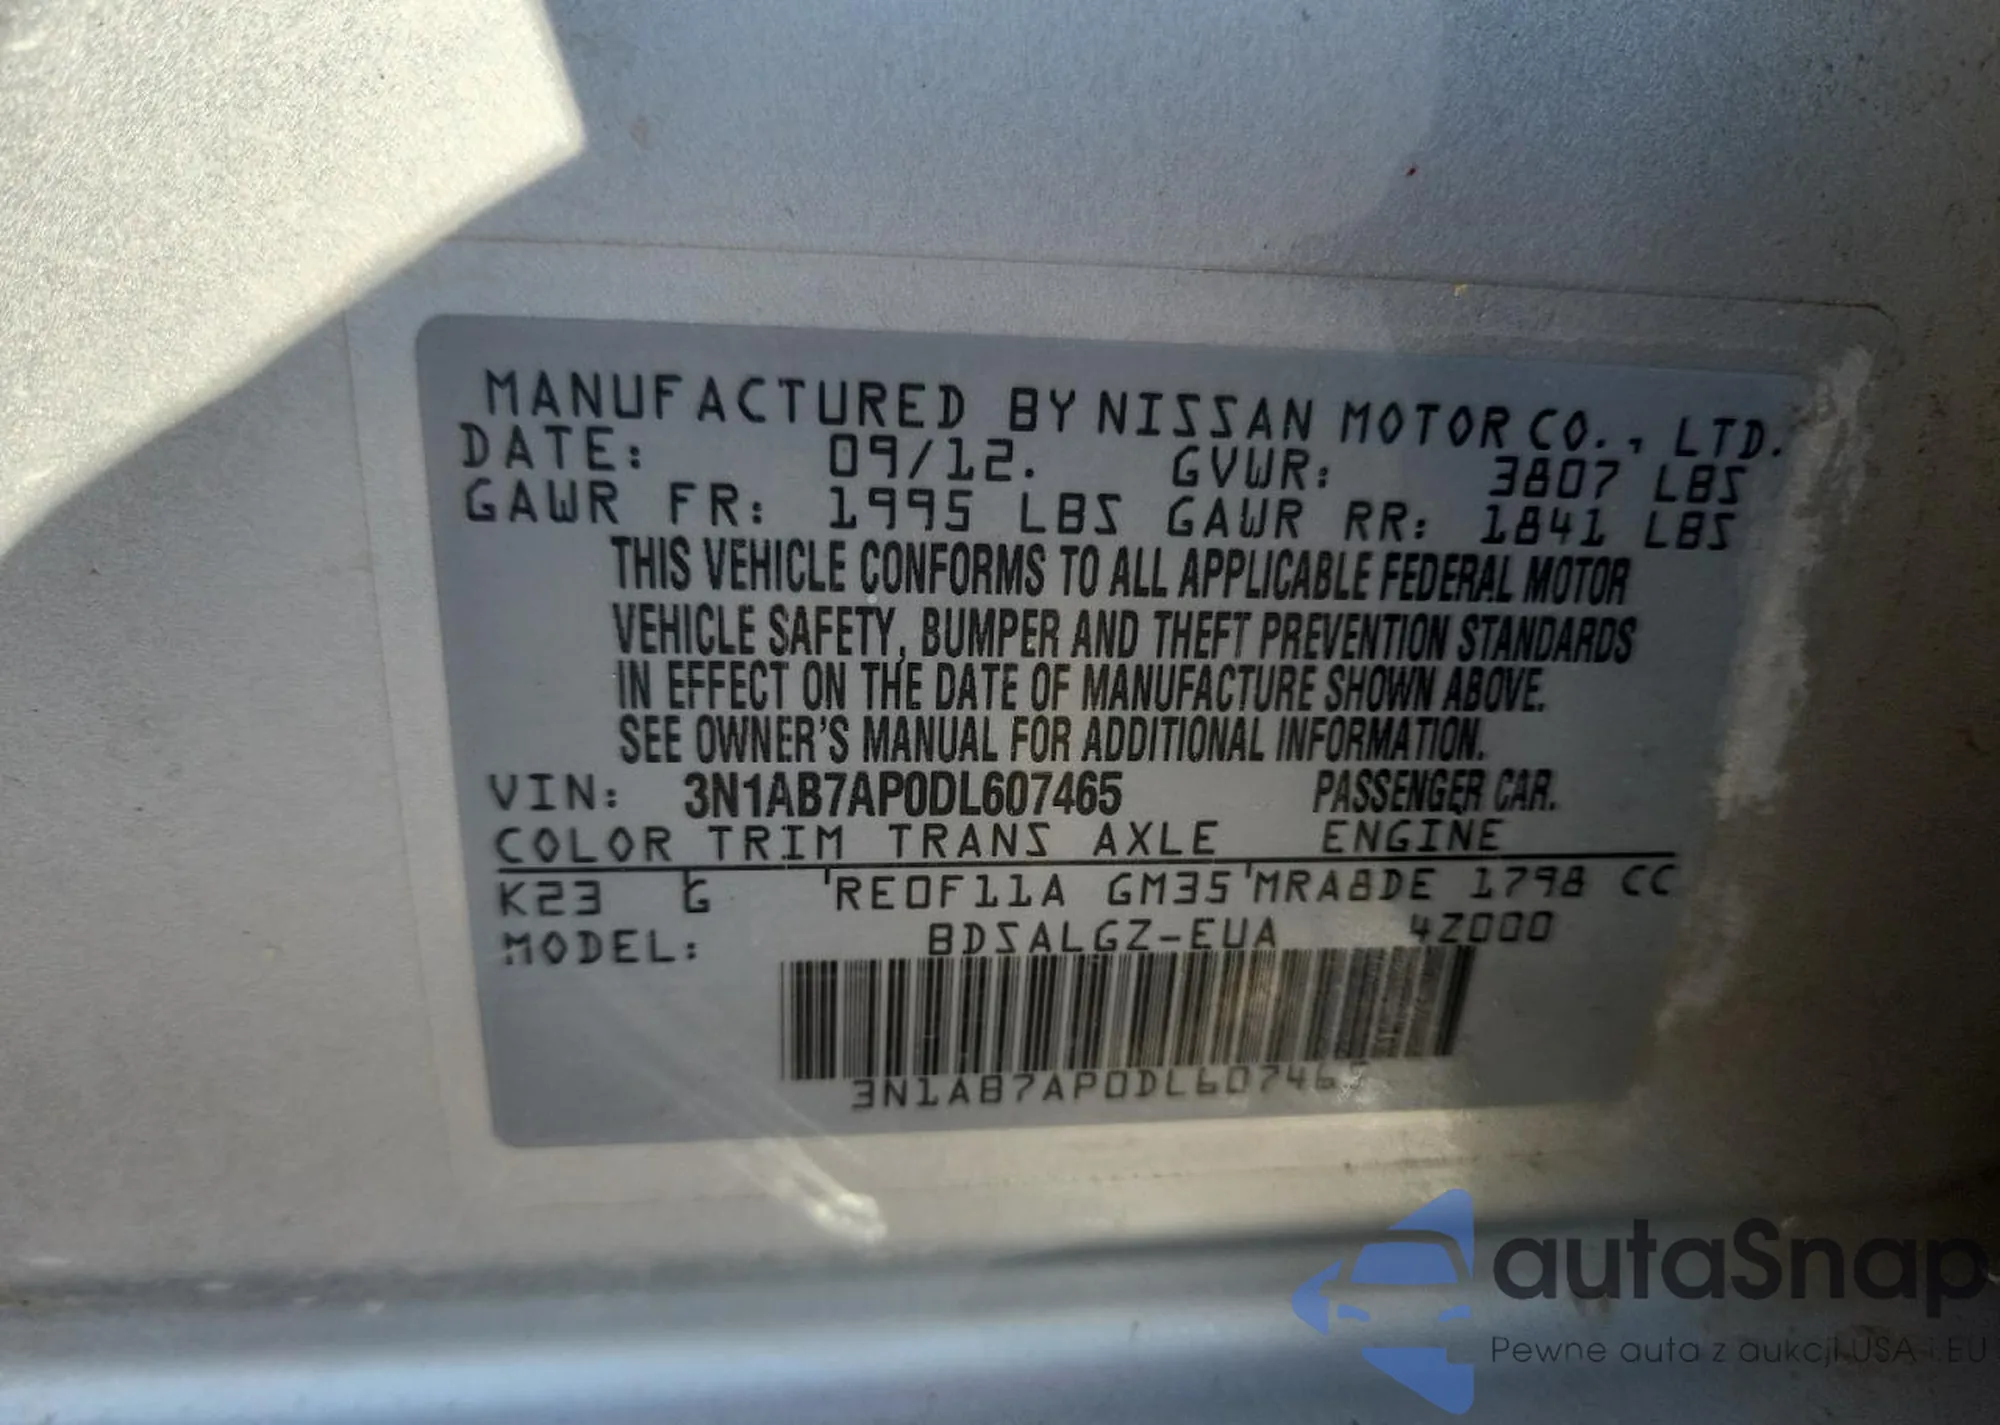 MANUFACTURED BY NISSAN MOTOR CO., LTD.
DATE: 09/12. GVWR: 3807 LBS
GAWR FR: 1995 LBS GAWR RR: 1841 LBS
THIS VEHICLE CONFORMS TO ALL APPLICABLE FEDERAL MOTOR
VEHICLE SAFETY, BUMPER AND THEFT PREVENTION STANDARDS
IN EFFECT ON THE DATE OF MANUFACTURE SHOWN ABOVE.
SEE OWNER'S MANUAL FOR ADDITIONAL INFORMATION.
VIN: 3N1AB7AP0DL607465 PASSENGER CAR.
COLOR TRIM TRANS AXLE ENGINE
K23 G RE0F11A GM35 MRA8DE 1798 CC
MODEL: BDSALGZ-EUA 4Z000
3N1AB7AP0DL607465
autaSnap
Pewne auta z aukcji USA i EU